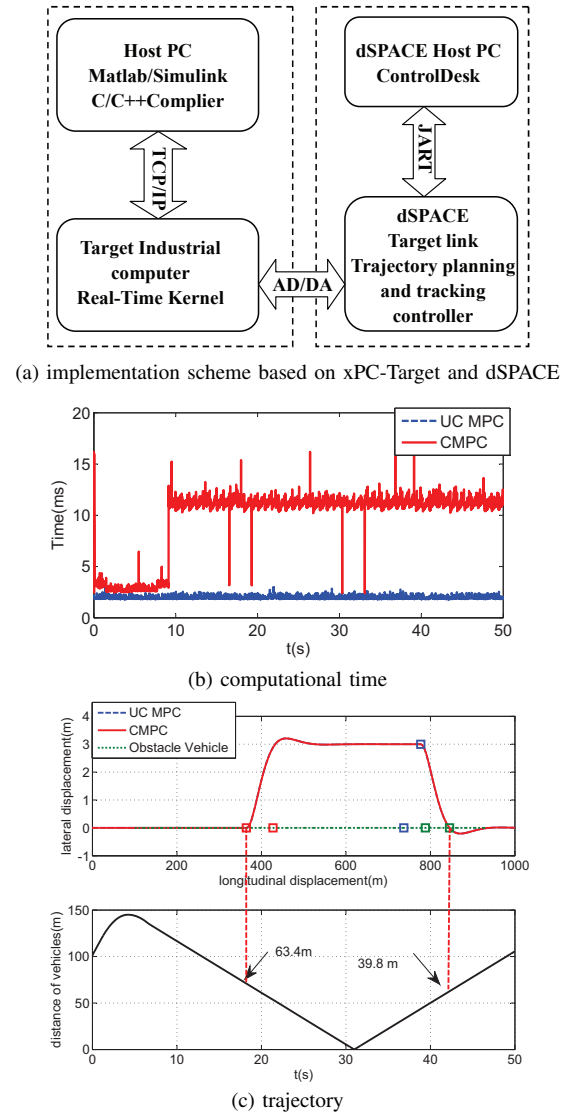 Host PC
Matlab/Simulink
C/C++Complier
TCP/IP
Target Industrial
computer
Real-Time Kernel
AD/DA
dSPACE Host PC
ControlDesk
JART
dSPACE
Target link
Trajectory planning
and tracking
controller
(a) implementation scheme based on xPC-Target and dSPACE
20
15
10
5
0
Time(ms)
UC MPC
CMPC
0 10 20 30 40 50
t(s)
(b) computational time
UC MPC
CMPC
Obstacle Vehicle
4
3
2
1
0
-1
lateral displacement(m)
0 200 400 600 800 1000
longitudinal displacement(m)
150
100
50
0
distance of vehicles(m)
63.4m
39.8 m
0 10 20 30 40 50
t(s)
(c) trajectory